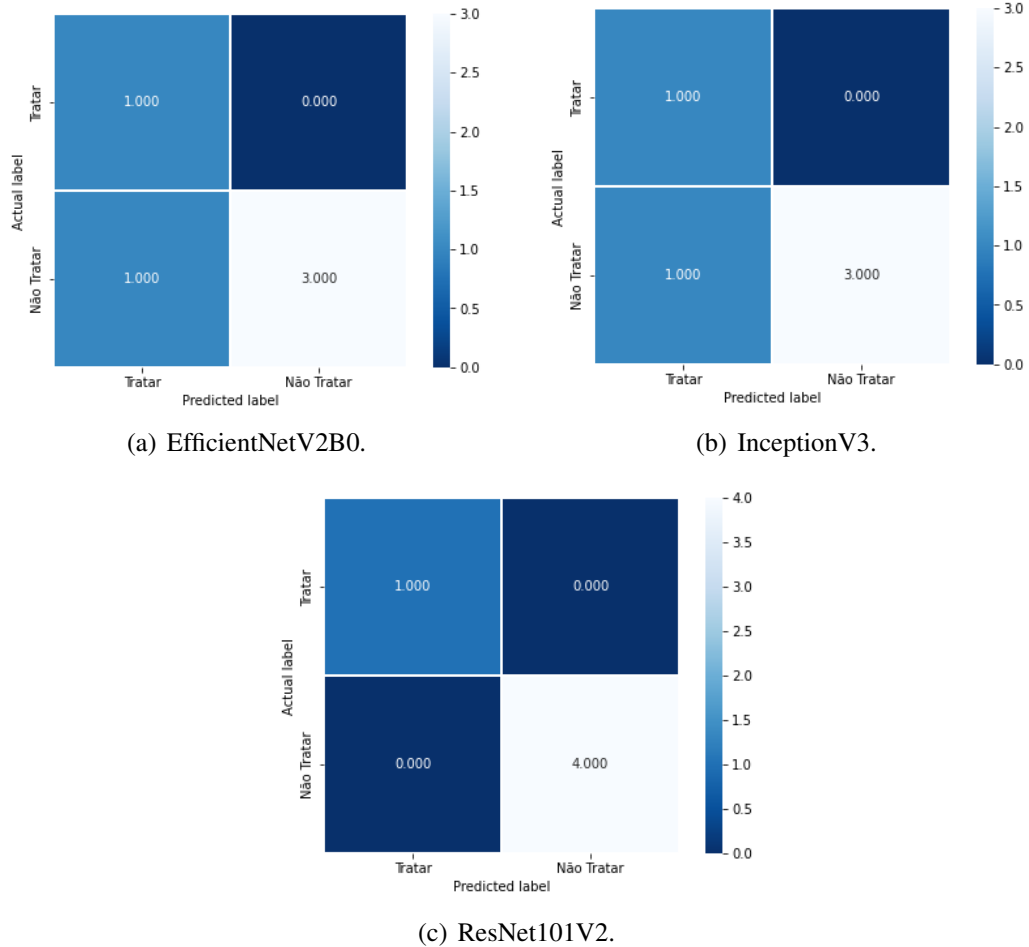 3.0
2.5
2.0
1.5
1.0
0.5
0.0
Tratar
Não Tratar
Actual label
1.000 0.000
1.000 3.000
Tratar Não Tratar
Predicted label
(a) EfficientNetV2B0.
3.0
2.5
2.0
1.5
1.0
0.5
0.0
Tratar
Não Tratar
Actual label
1.000 0.000
1.000 3.000
Tratar Não Tratar
Predicted label
(b) InceptionV3.
4.0
3.5
3.0
2.5
2.0
1.5
1.0
0.5
0.0
Tratar
Não Tratar
Actual label
1.000 0.000
0.000 4.000
Tratar Não Tratar
Predicted label
(c) ResNet101V2.